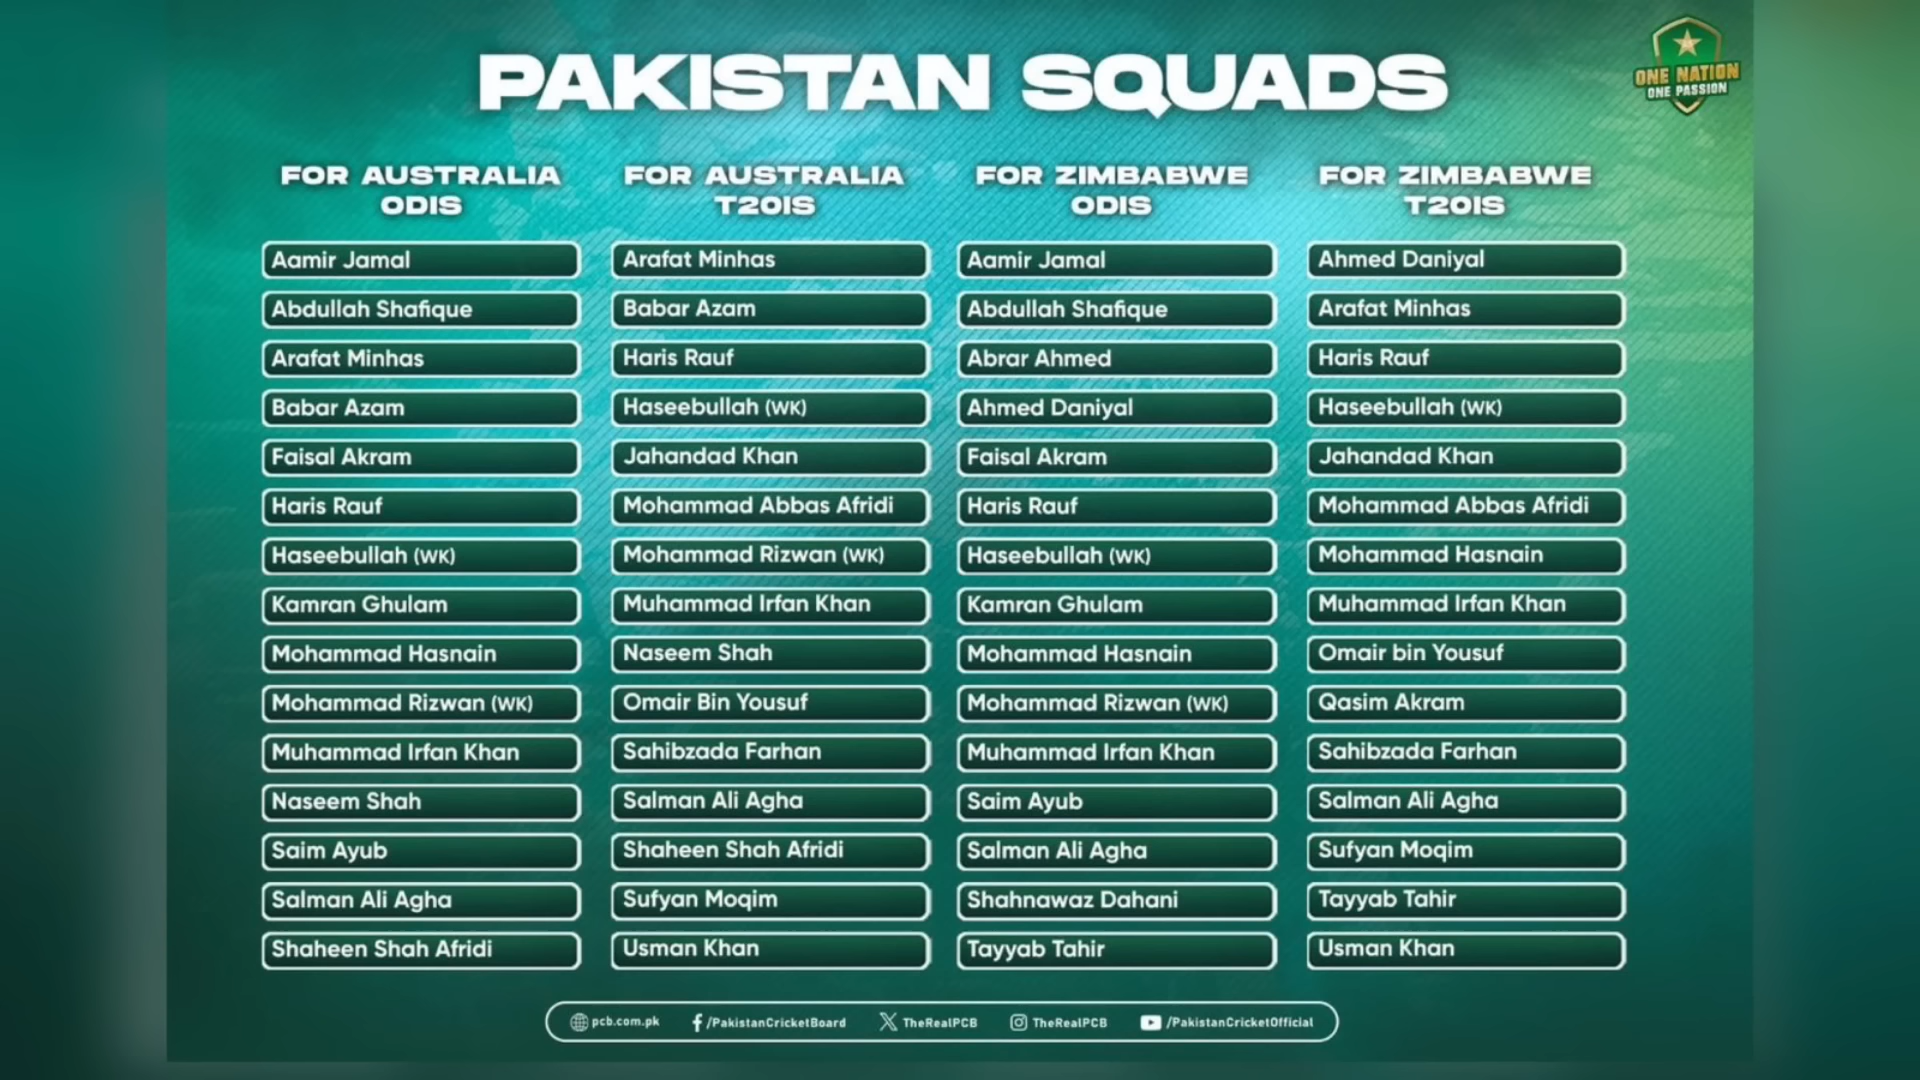 PAKISTAN SQUADS
ONE NATION
ONE PASSION
FOR AUSTRALIA
ODIS
Aamir Jamal
Abdullah Shafique
Arafat Minhas
Babar Azam
Faisal Akram
Haris Rauf
Haseebullah (WK)
Kamran Ghulam
Mohammad Hasnain
Mohammad Rizwan (WK)
Muhammad Irfan Khan
Naseem Shah
Saim Ayub
Salman Ali Agha
Shaheen Shah Afridi
FOR AUSTRALIA
T20IS
Arafat Minhas
Babar Azam
Haris Rauf
Haseebullah (WK)
Jahandad Khan
Mohammad Abbas Afridi
Mohammad Rizwan (WK)
Muhammad Irfan Khan
Naseem Shah
Omair Bin Yousuf
Sahibzada Farhan
Salman Ali Agha
Shaheen Shah Afridi
Sufyan Moqim
Usman Khan
FOR ZIMBABWE
ODIS
Aamir Jamal
Abdullah Shafique
Abrar Ahmed
Ahmed Daniyal
Faisal Akram
Haris Rauf
Haseebullah (WK)
Kamran Ghulam
Mohammad Hasnain
Mohammad Rizwan (WK)
Muhammad Irfan Khan
Saim Ayub
Salman Ali Agha
Shahnawaz Dahani
Tayyab Tahir
FOR ZIMBABWE
T20IS
Ahmed Daniyal
Arafat Minhas
Haris Rauf
Haseebullah (WK)
Jahandad Khan
Mohammad Abbas Afridi
Mohammad Hasnain
Muhammad Irfan Khan
Omair bin Yousuf
Qasim Akram
Sahibzada Farhan
Salman Ali Agha
Sufyan Moqim
Tayyab Tahir
Usman Khan
pcb.com.pk /PakistanCricketBoard TheRealPCB TheRealPCB /PakistanCricketOfficial